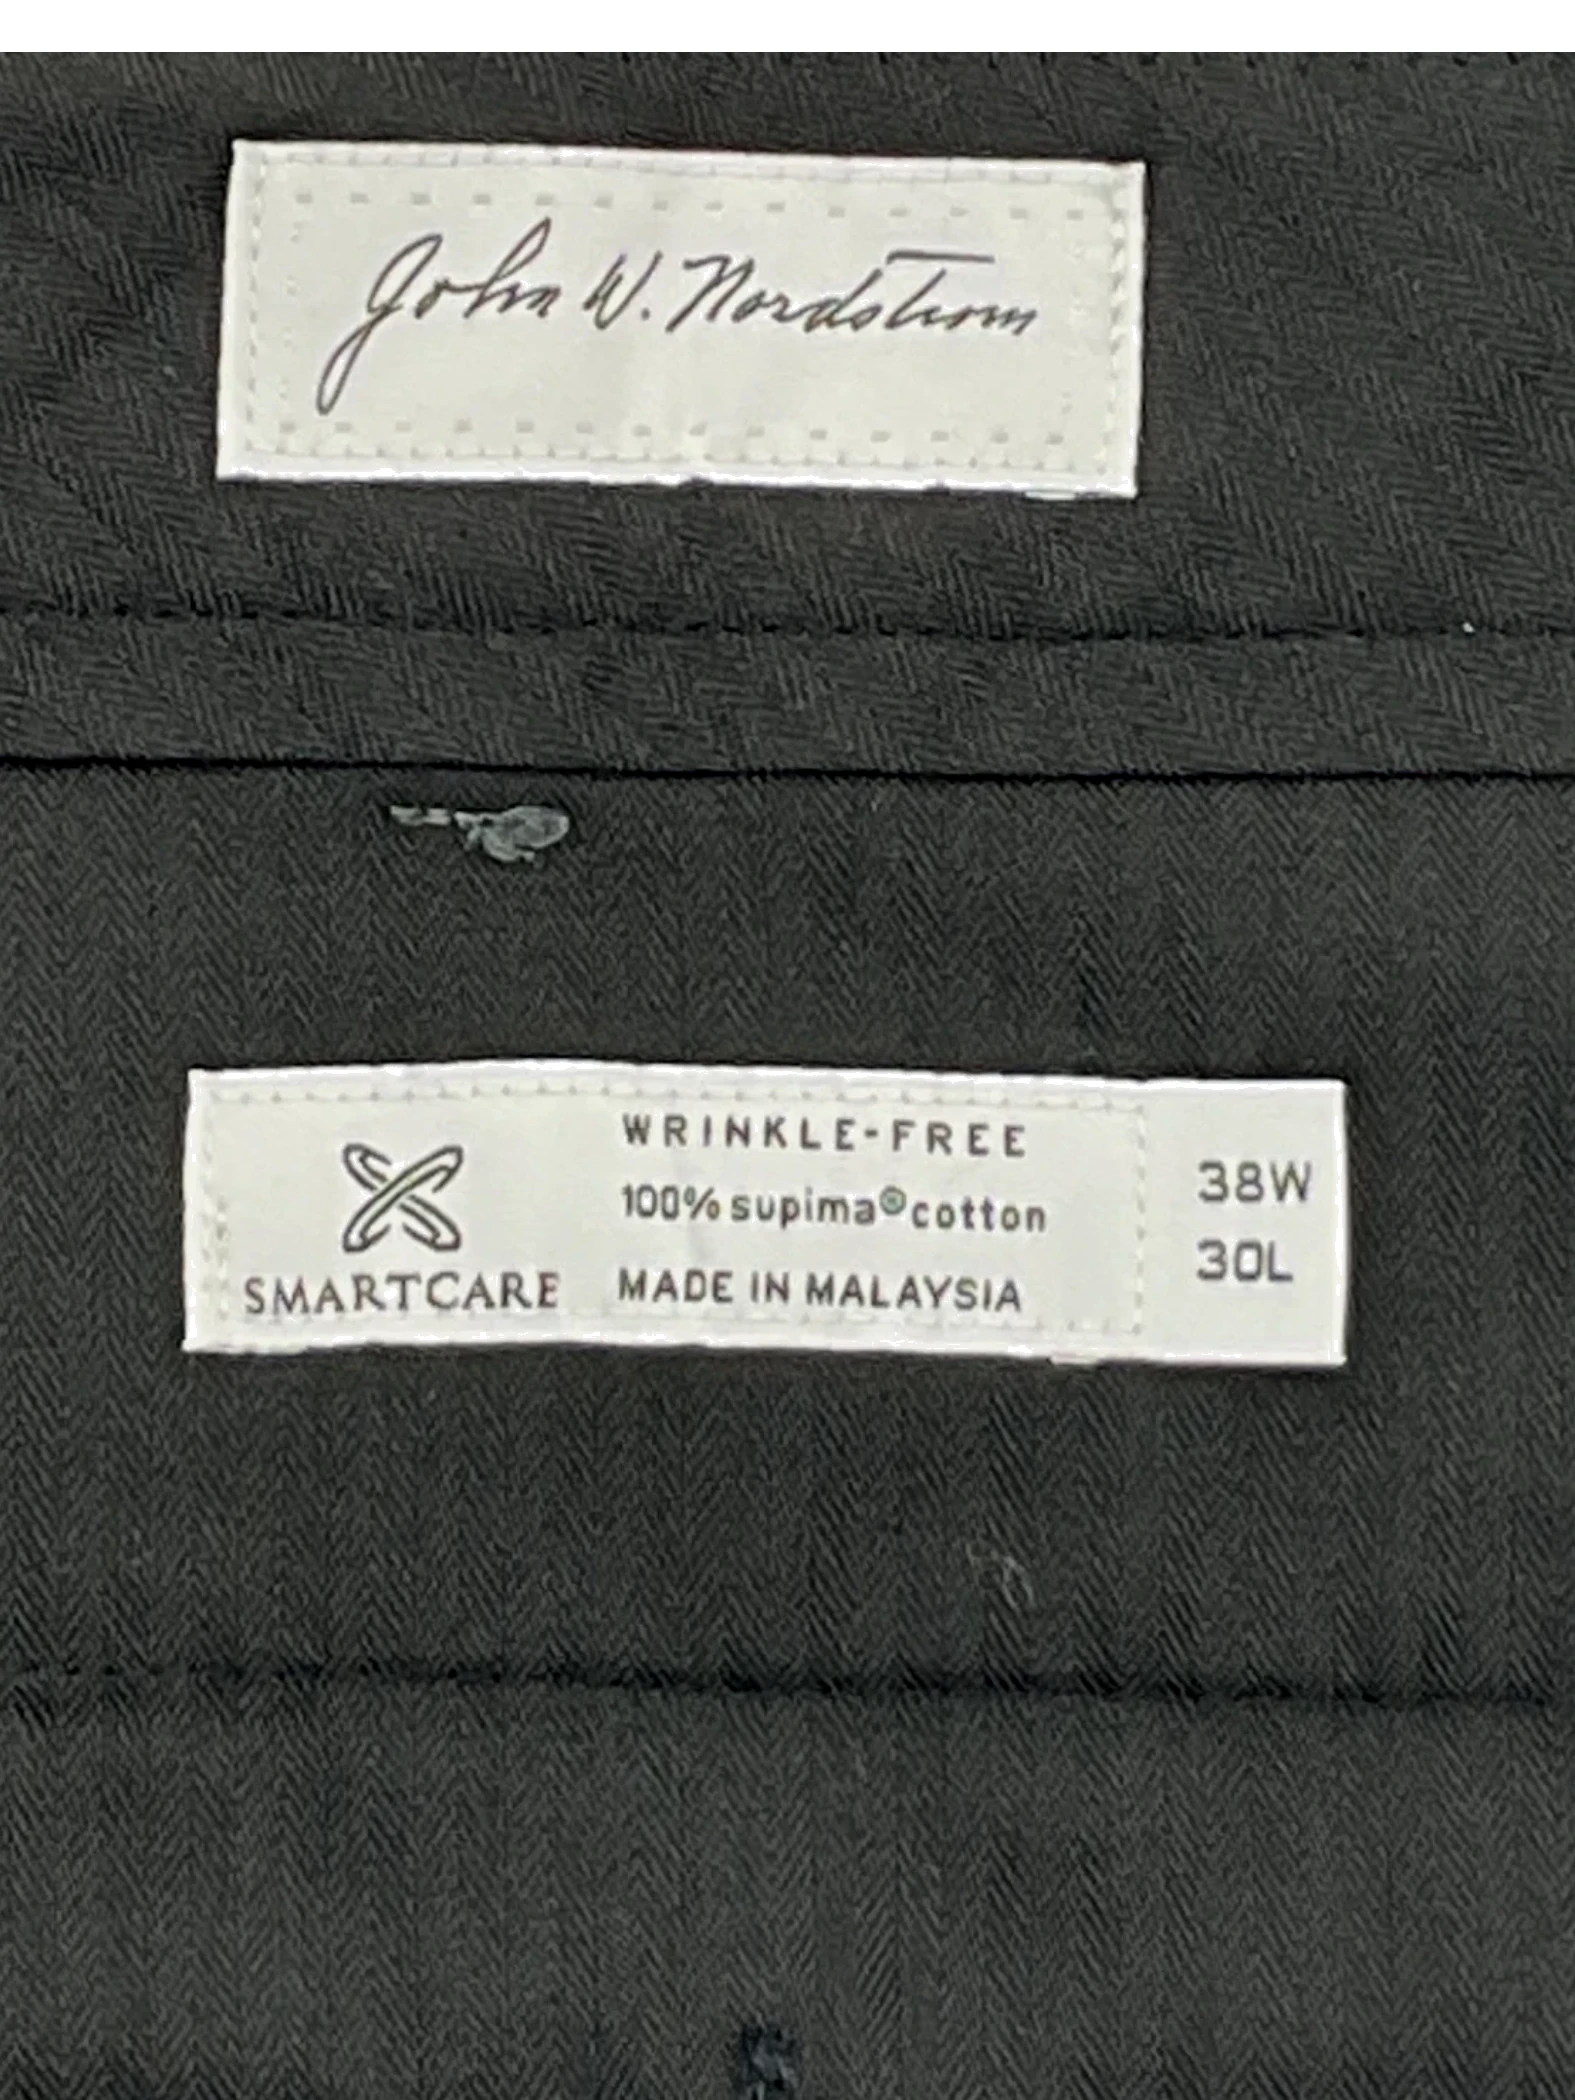 John W. Nordstrom
WRINKLE-FREE
100% supima® cotton
MADE IN MALAYSIA
SMARTCARE
38W
30L